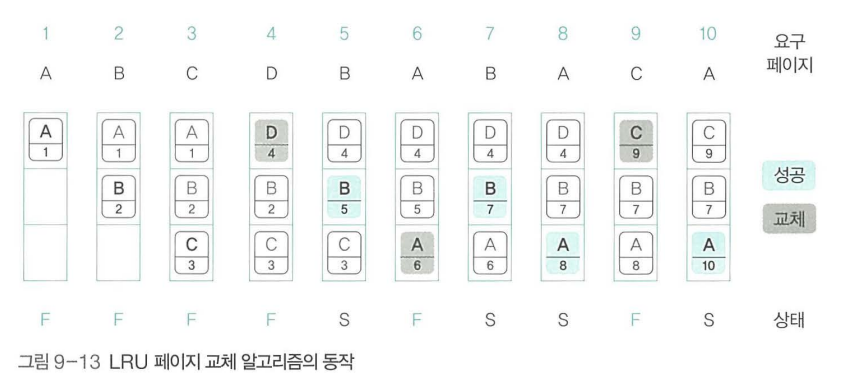 1 2 3 4 5 6 7 8 9 10 요구
A B C D B A B A C A 페이지
A A A D D D D D C C
1 1 1 4 4 4 4 4 9 9
B B B B B B B B B 성공
2 2 2 5 5 7 7 7 7
C C C A A A A A 교체
3 3 3 6 6 8 8 10
F F F F S F S S F S 상태
그림 9-13 LRU 페이지 교체 알고리즘의 동작